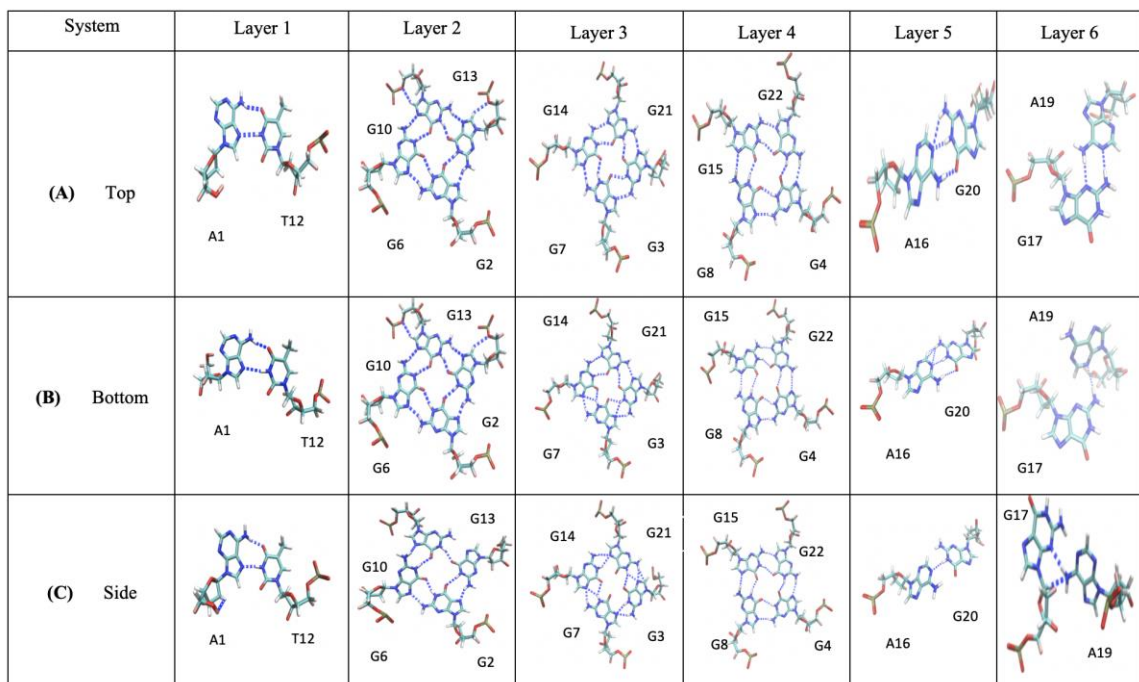 System Layer 1 Layer 2 Layer 3 Layer 4 Layer 5 Layer 6
(A) Top
A1
T12
G13
G10
G6
G2
G14
G21
G7
G3
G22
G15
G8
G4
G20
A16
A19
G17
(B) Bottom
A1
T12
G13
G10
G2
G6
G14
G21
G7
G3
G15
G22
G8
G4
G20
A16
A19
G17
(C) Side
A1
T12
G13
G10
G6
G2
G14
G21
G7
G3
G15
G22
G8
G4
A16
G20
G17
A19